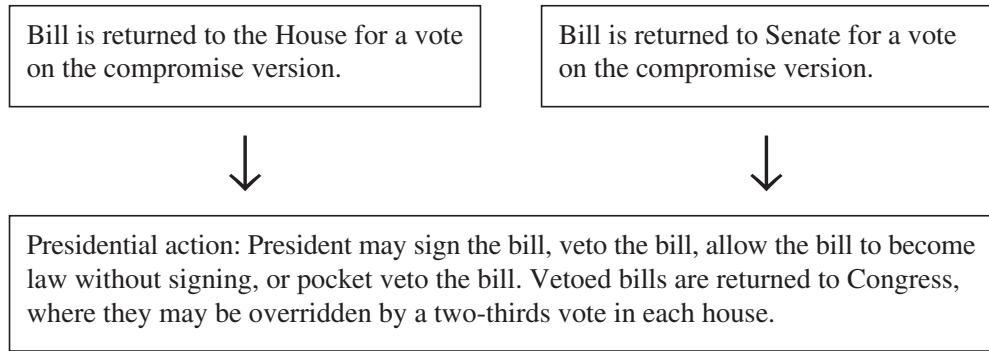 Bill is returned to the House for a vote
on the compromise version.
Bill is returned to Senate for a vote
on the compromise version.
Presidential action: President may sign the bill, veto the bill, allow the bill to become
law without signing, or pocket veto the bill. Vetoed bills are returned to Congress,
where they may be overridden by a two-thirds vote in each house.